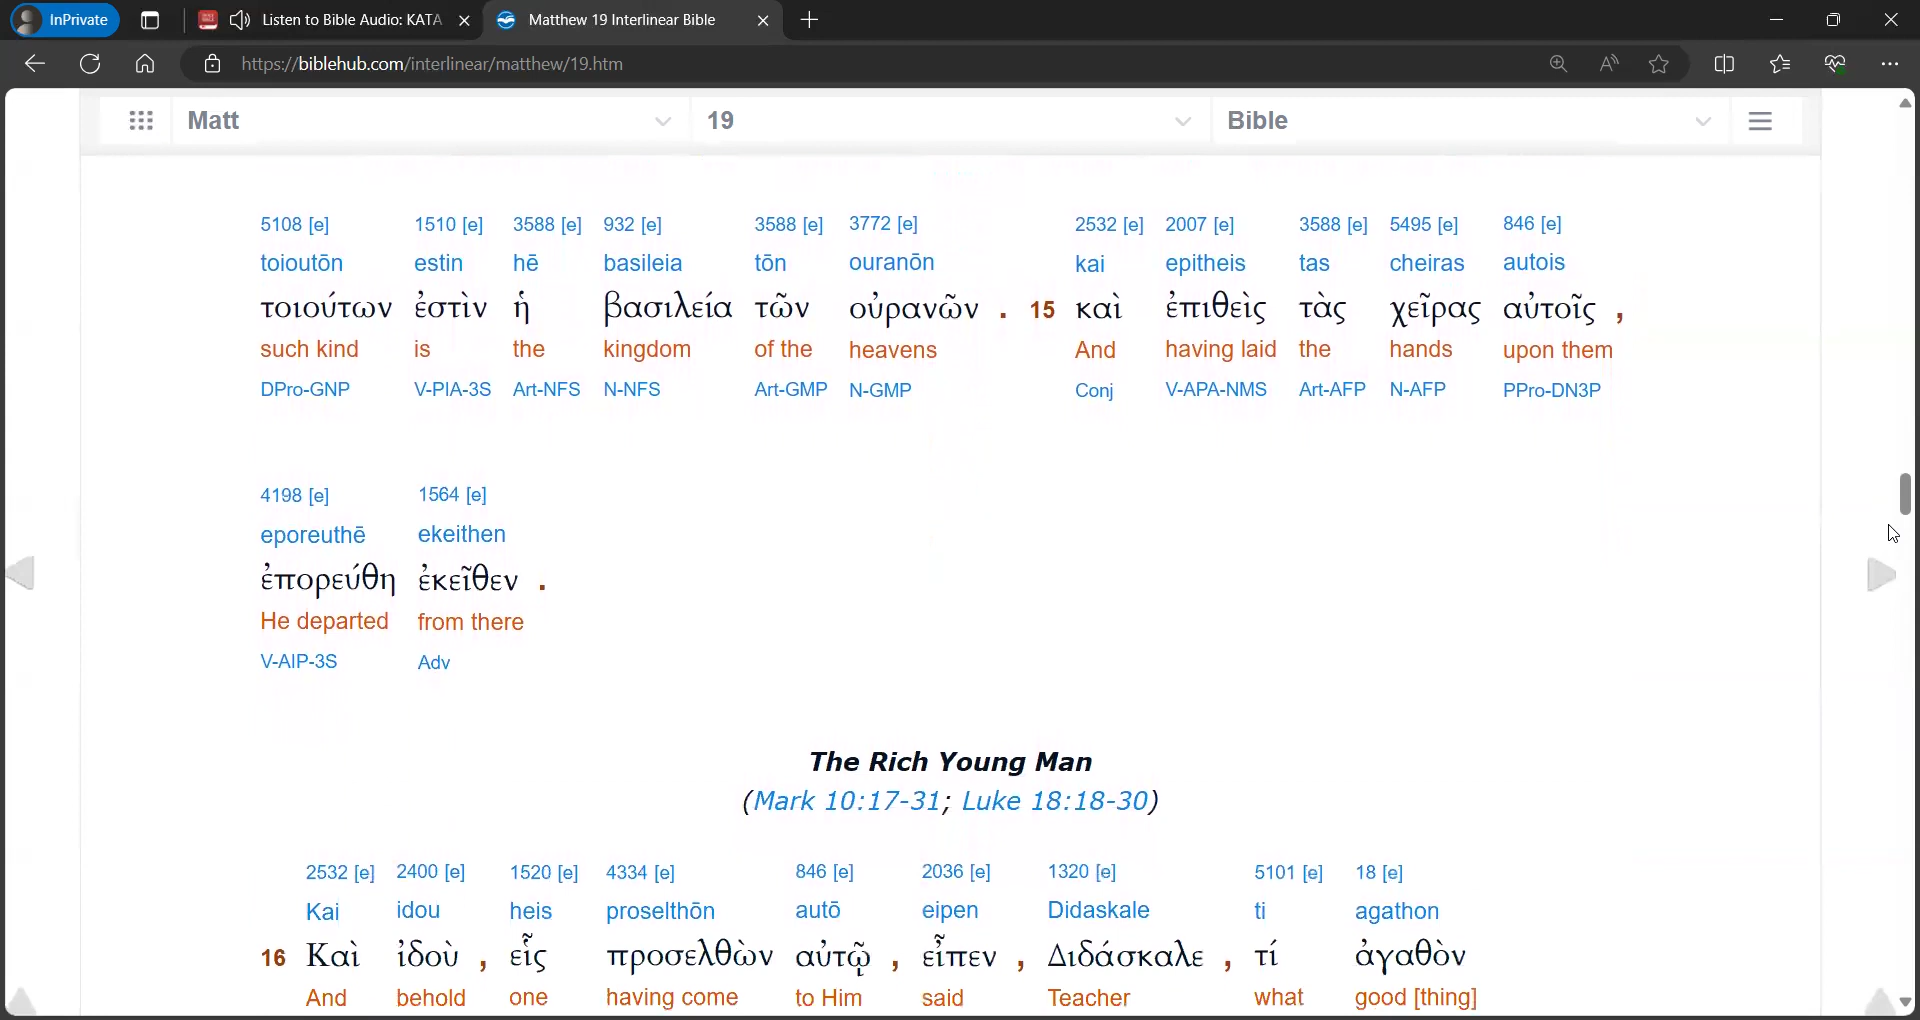 InPrivate
Listen to Bible Audio: KATA
Matthew 19 Interlinear Bible
https://biblehub.com/interlinear/matthew/19.htm
Matt 19 Bible
5108 [e] 1510 [e] 3588 [e] 932 [e] 3588 [e] 3772 [e] 2532 [e] 2007 [e] 3588 [e] 5495 [e] 846 [e]
toioutōn estin hē basileia tōn ouranōn kai epitheis tas cheiras autois
τοιούτων ἐστὶν ἡ βασιλεία τῶν οὐρανῶν . 15 καὶ ἐπιθεὶς τὰς χεῖρας αὐτοῖς ,
such kind is the kingdom of the heavens And having laid the hands upon them
DPro-GNP V-PIA-3S Art-NFS N-NFS Art-GMP N-GMP Conj V-APA-NMS Art-AFP N-AFP PPro-DN3P
4198 [e] 1564 [e]
eporeuthē ekeithen
ἐπορεύθη ἐκεῖθεν .
He departed from there
V-AIP-3S Adv
The Rich Young Man
(Mark 10:17-31; Luke 18:18-30)
2532 [e] 2400 [e] 1520 [e] 4334 [e] 846 [e] 2036 [e] 1320 [e] 5101 [e] 18 [e]
Kai idou heis proselthōn autō eipen Didaskale ti agathon
16 Καὶ ἰδοὺ , εἷς προσελθὼν αὐτῷ , εἶπεν , Διδάσκαλε , τί ἀγαθὸν
And behold one having come to Him said Teacher what good [thing]